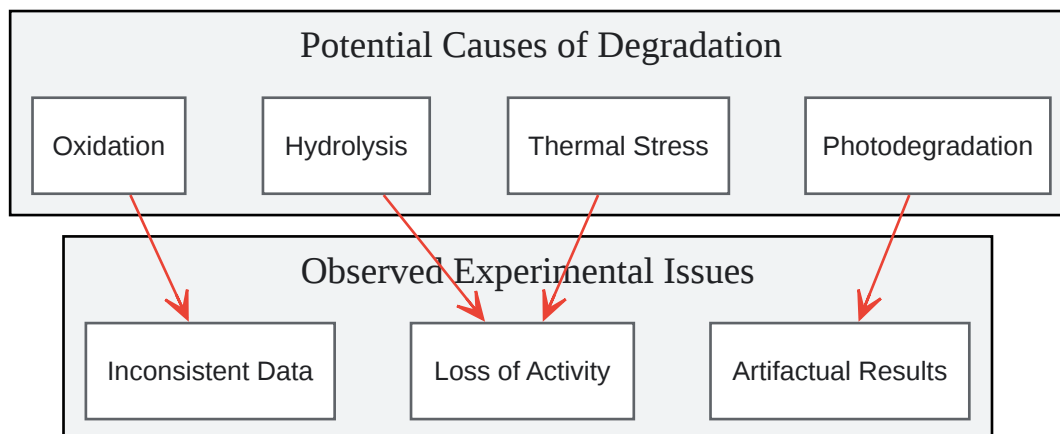 Potential Causes of Degradation
Oxidation
Hydrolysis
Thermal Stress
Photodegradation
Observed Experimental Issues
Inconsistent Data
Loss of Activity
Artifactual Results